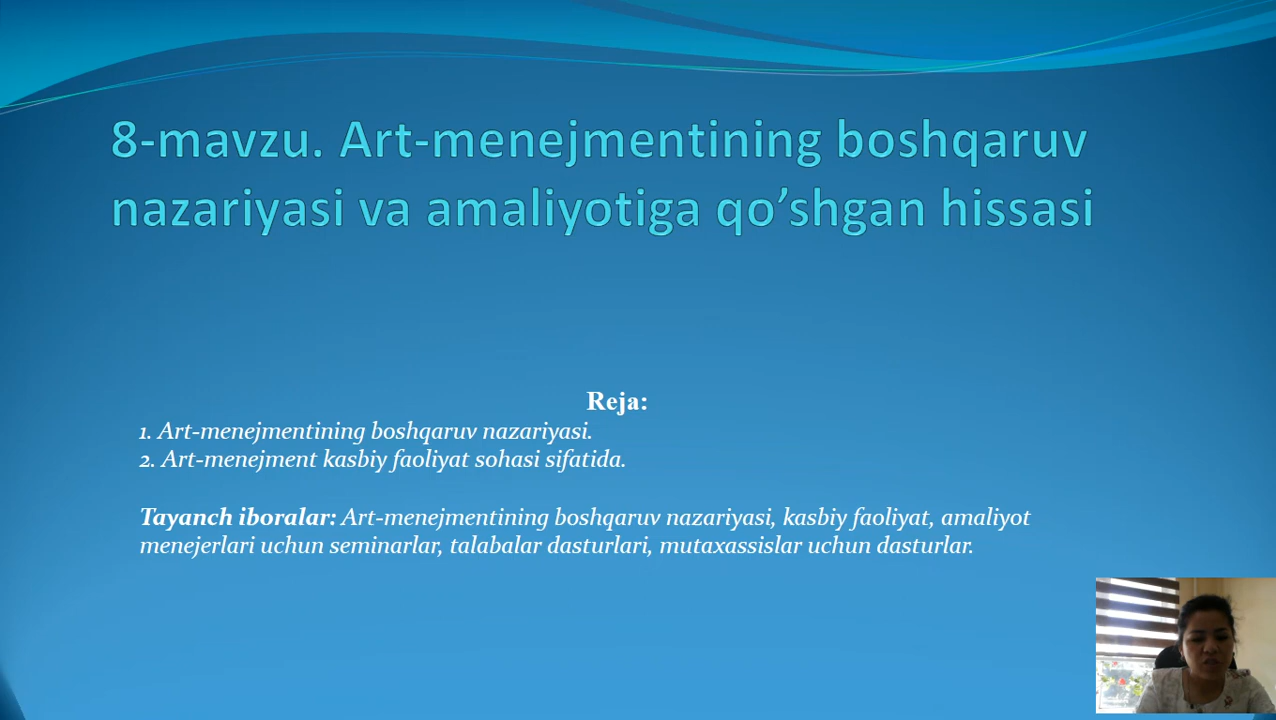 8-mavzu. Art-menejmentining boshqaruv
nazariyasi va amaliyotiga qo’shgan hissasi
Reja:
1. Art-menejmentining boshqaruv nazariyasi.
2. Art-menejment kasbiy faoliyat sohasi sifatida.
Tayanch iboralar: Art-menejmentining boshqaruv nazariyasi, kasbiy faoliyat, amaliyot
menejerlari uchun seminarlar, talabalar dasturlari, mutaxassislar uchun dasturlar.